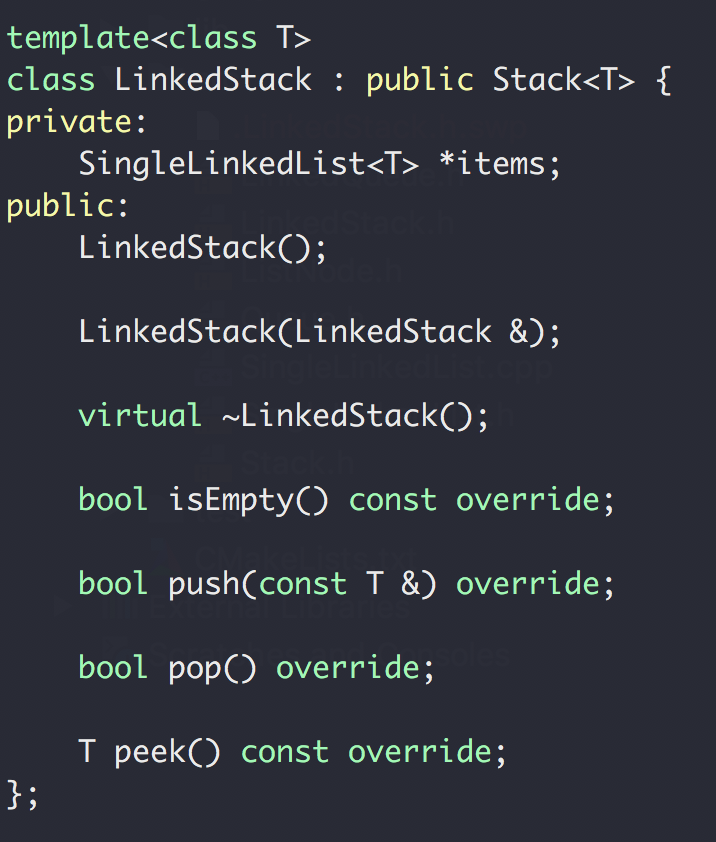 template<class T>
class LinkedStack : public Stack<T> {
private:
    SingleLinkedList<T> *items;
public:
    LinkedStack();
    LinkedStack(LinkedStack &);
    virtual ~LinkedStack();
    bool isEmpty() const override;
    bool push(const T &) override;
    bool pop() override;
    T peek() const override;
};